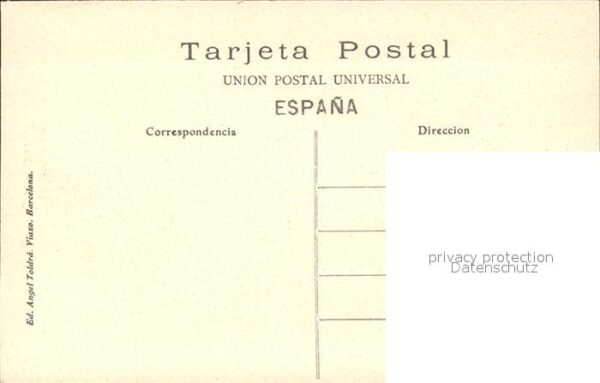 Tarjeta Postal
UNION POSTAL UNIVERSAL
ESPAÑA
Correspondencia
Direccion
Ed. Angel Toldrá. Viazo. Barcelona.
privacy protection
Datenschutz